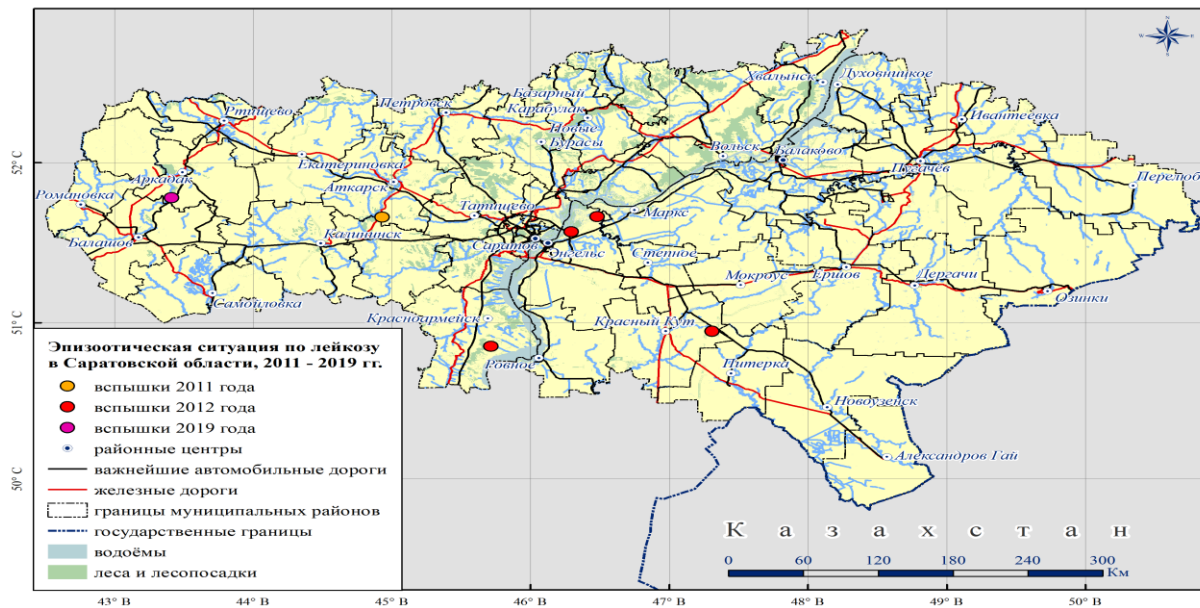 Хвалынск
Духовницкое
Базарный
Карабулак
Петровск
Ртищево
Новые
Бурасы
Ивантеевка
Вольск
Балаково
Екатериновка
Пугачев
Аркадак
Аткарск
Перелюб
Романовка
Татищево
Маркс
Балашов
Калининск
Саратов
Энгельс
Степное
Мокроус
Ершов
Дергачи
Озинки
Самойловка
Красноармейск
Красный Кут
Ровное
Питерка
Новоузенск
Александров Гай
52° С
51° С
50° С
N
W
E
S
Эпизоотическая ситуация по лейкозу
в Саратовской области, 2011 - 2019 гг.
вспышки 2011 года
вспышки 2012 года
вспышки 2019 года
районные центры
важнейшие автомобильные дороги
железные дороги
границы муниципальных районов
государственные границы
водоёмы
леса и лесопосадки
Казахстан
0 60 120 180 240 300
Км
43° В 44° В 45° В 46° В 47° В 48° В 49° В 50° В